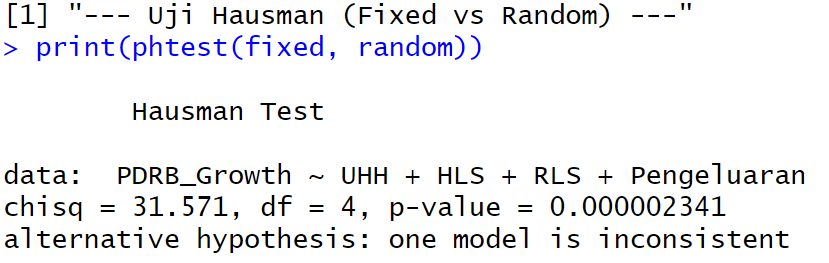 [1] "--- Uji Hausman (Fixed vs Random) ---"
> print(phtest(fixed, random))
Hausman Test
data:  PDRB_Growth ~ UHH + HLS + RLS + Pengeluaran
chisq = 31.571, df = 4, p-value = 0.000002341
alternative hypothesis: one model is inconsistent